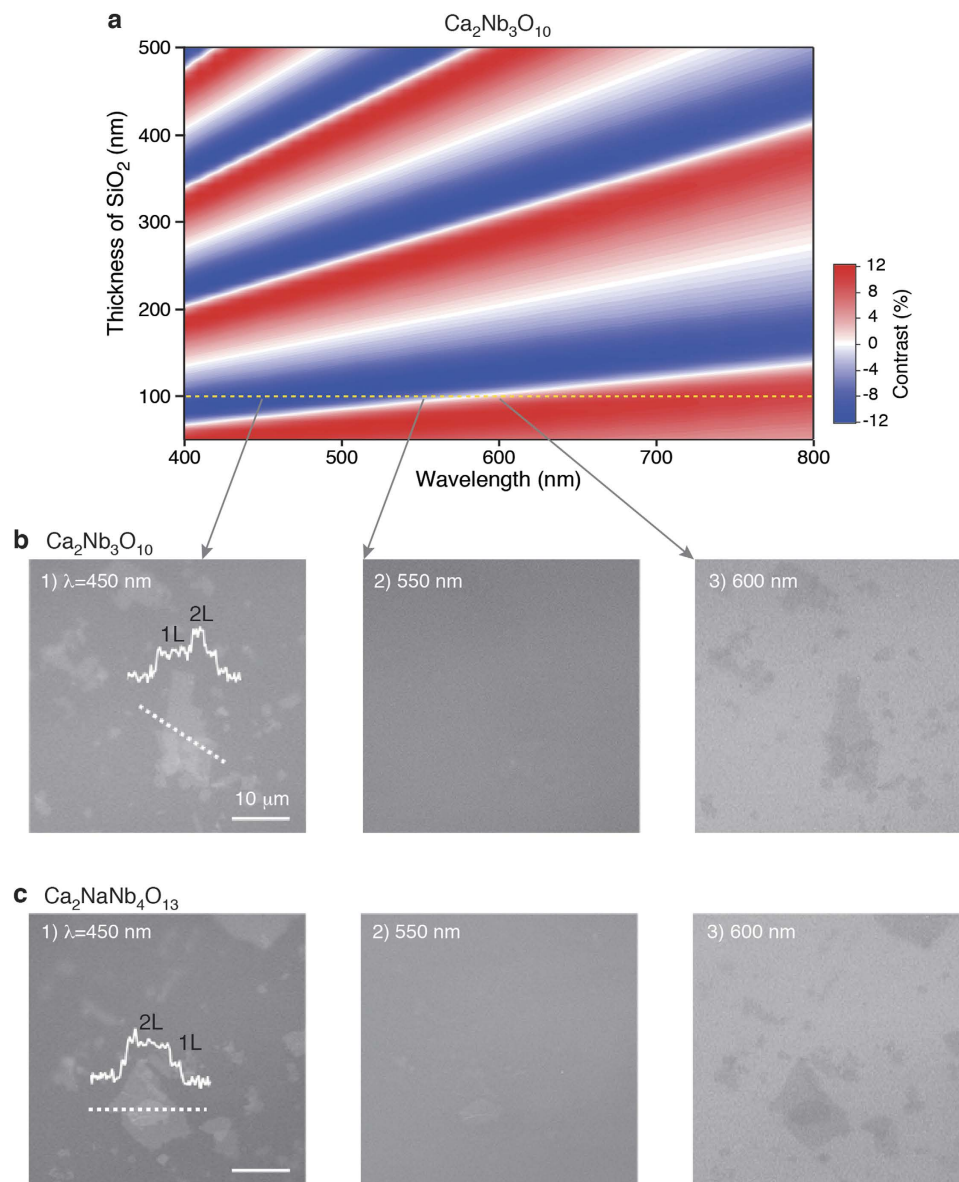 a
Ca₂Nb₃O₁₀
500
400
300
200
100
Thickness of SiO₂ (nm)
400 500 600 700 800
Wavelength (nm)
12
8
4
0
-4
-8
-12
Contrast (%)
b Ca₂Nb₃O₁₀
1) λ=450 nm
2L
1L
10 μm
2) 550 nm
3) 600 nm
c Ca₂NaNb₄O₁₃
1) λ=450 nm
2L
1L
2) 550 nm
3) 600 nm